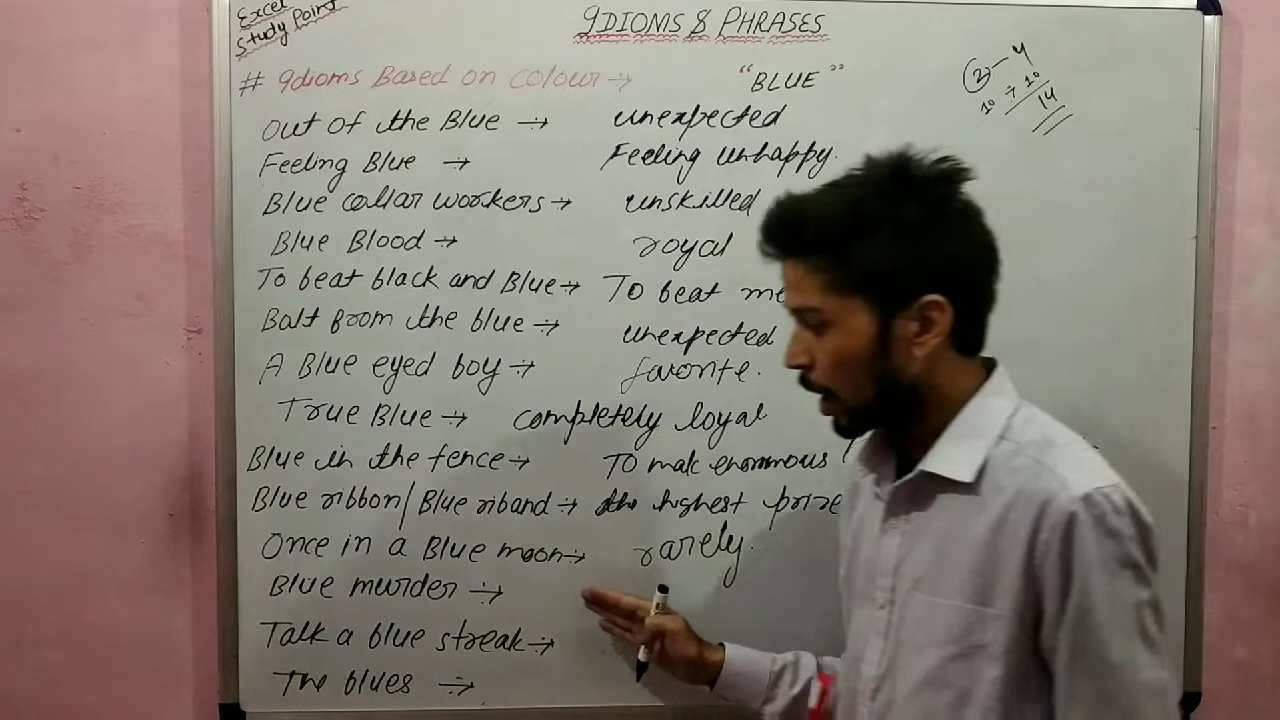 Excel
Study Point
IDIOMS & PHRASES
# Idioms Based on colour → "BLUE"
Out of the Blue → unexpected
Feeling Blue → Feeling unhappy.
Blue collar workers → unskilled
Blue Blood → royal
To beat black and Blue → To beat me
Bolt from the blue → unexpected
A Blue eyed boy → favorite.
True Blue → completely loyal
Blue in the fence → To mak enormous
Blue ribbon/Blue riband → the highest prize
Once in a Blue moon → rarely.
Blue murder →
Talk a blue streak →
The blues →